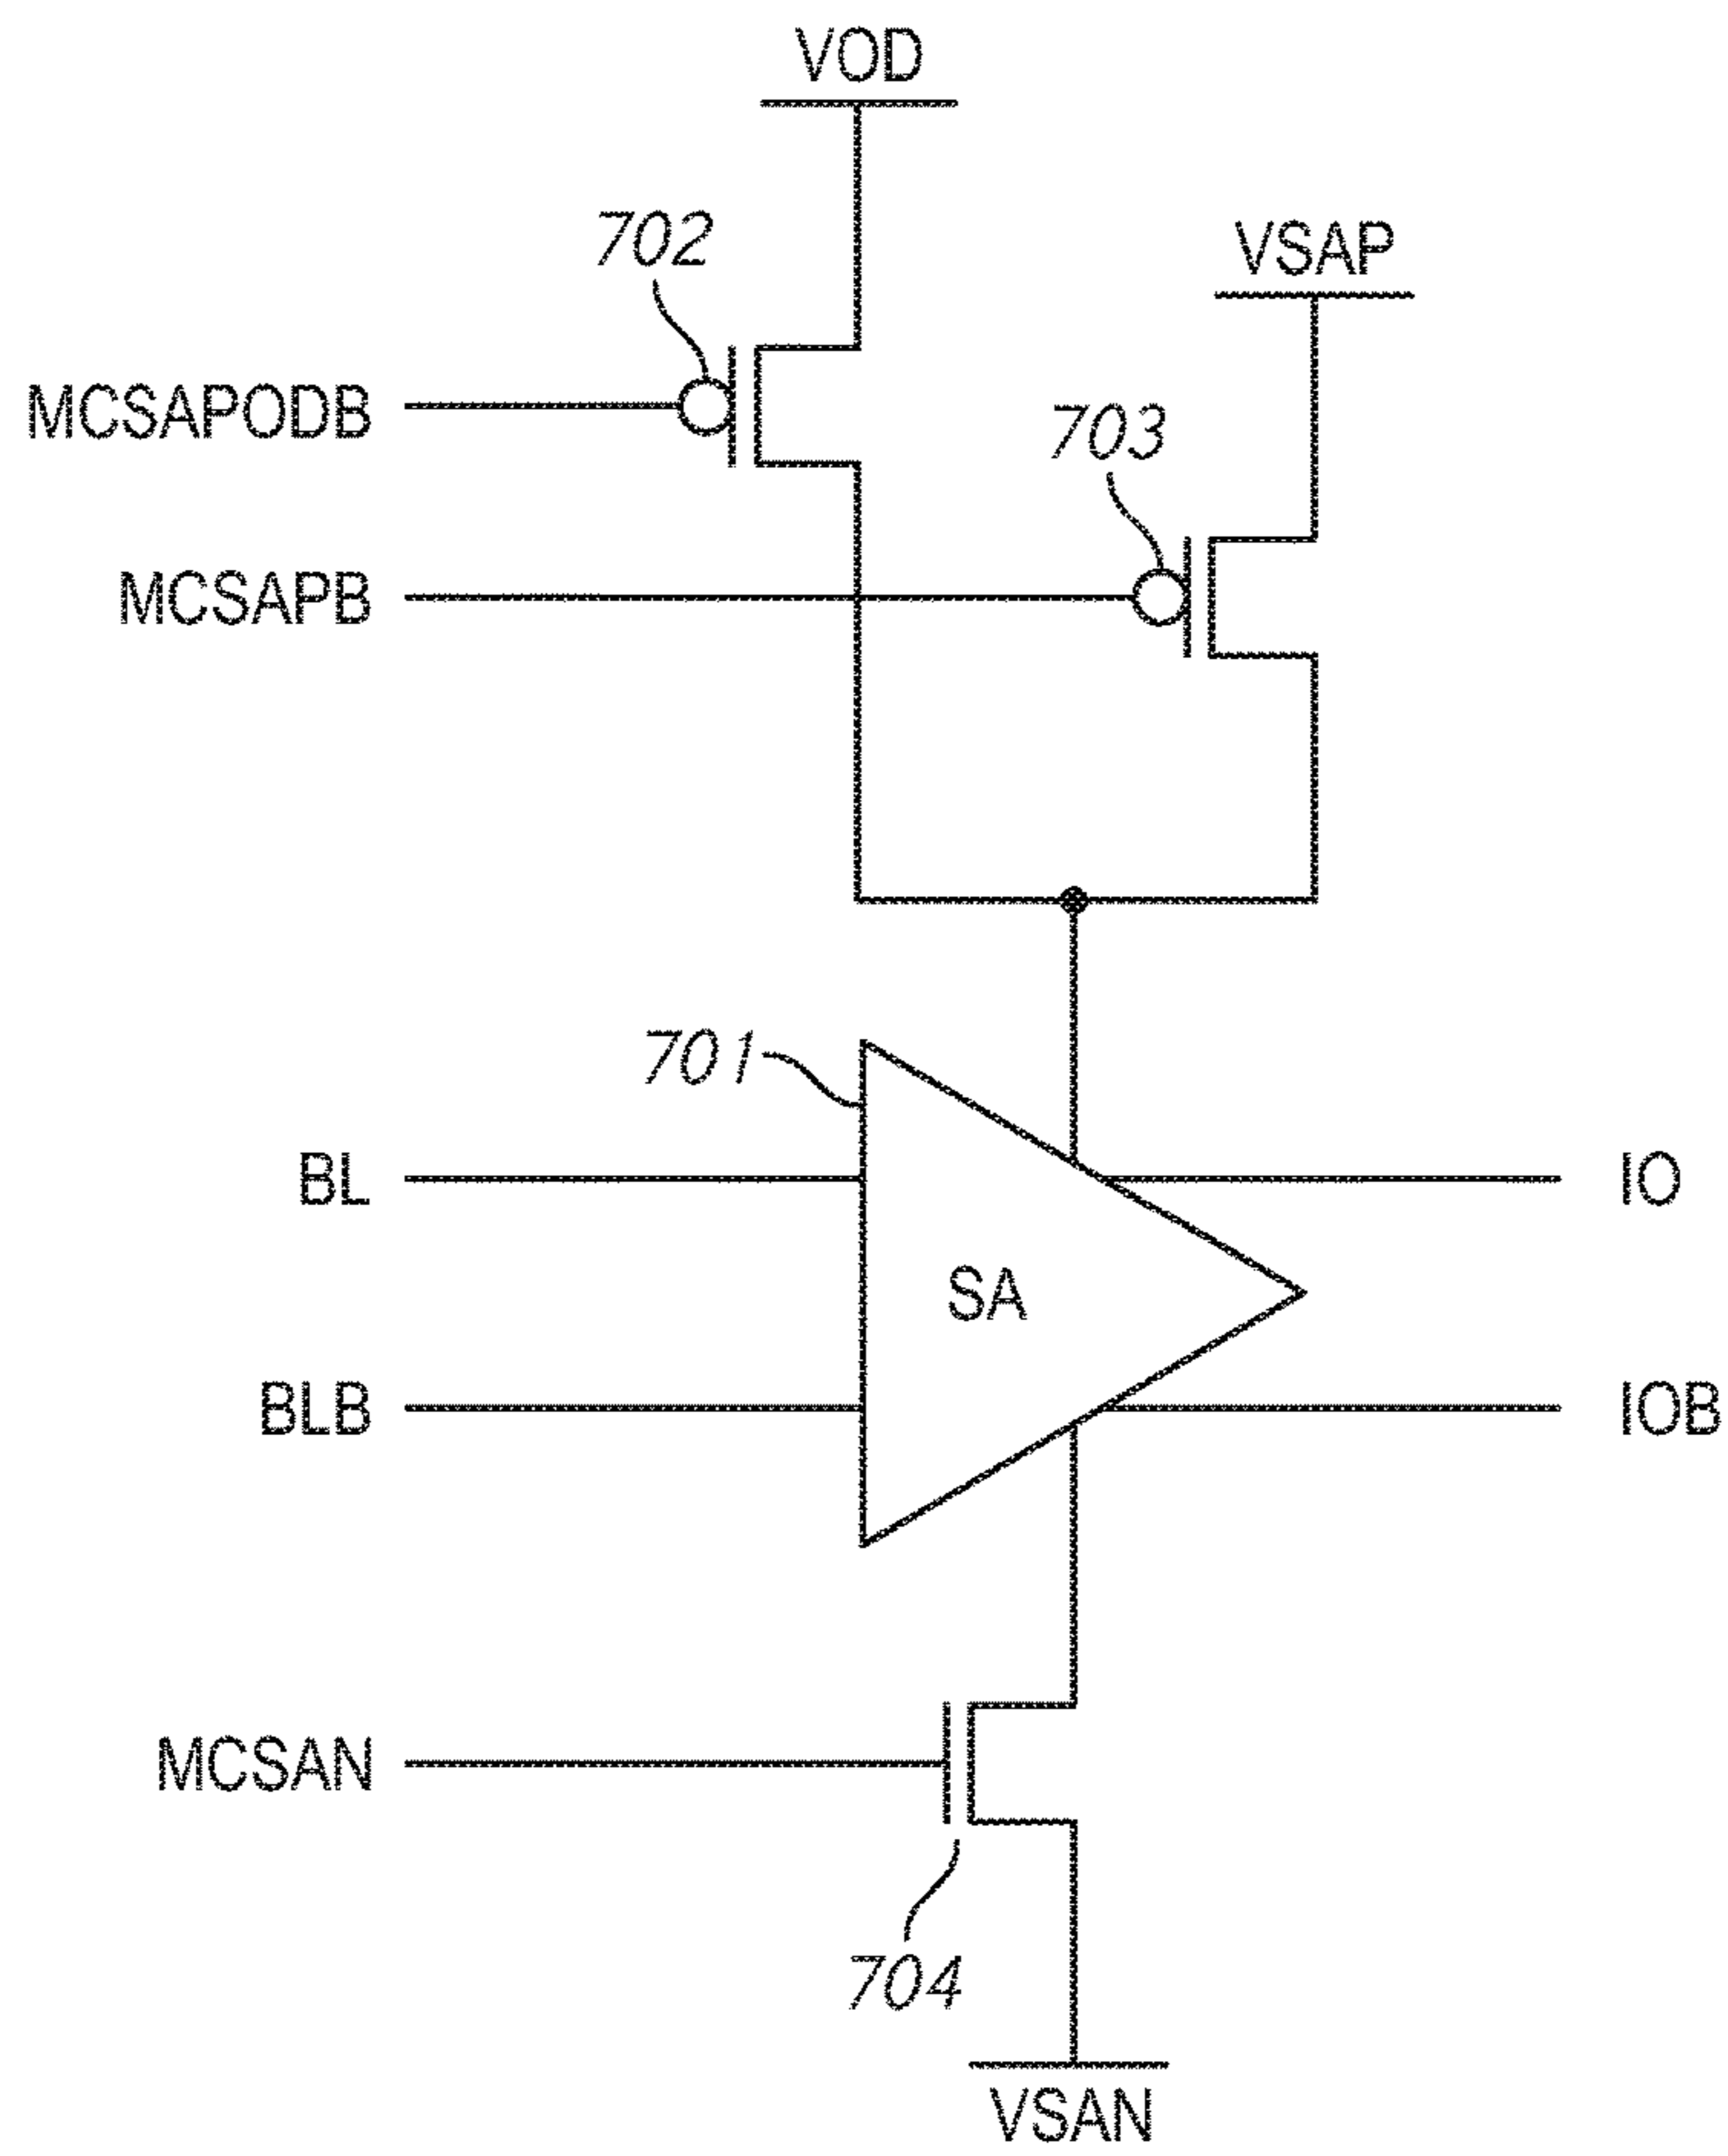 VOD
702
VSAP
MCSAPODB
703
MCSAPB
701
BL
IO
SA
BLB
IOB
MCSAN
704
VSAN